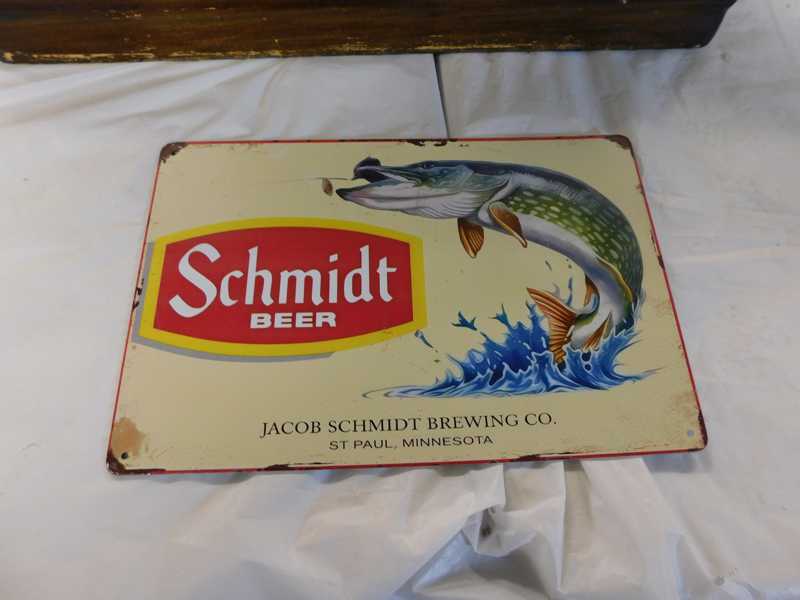 Schmidt
BEER
JACOB SCHMIDT BREWING CO.
ST PAUL, MINNESOTA